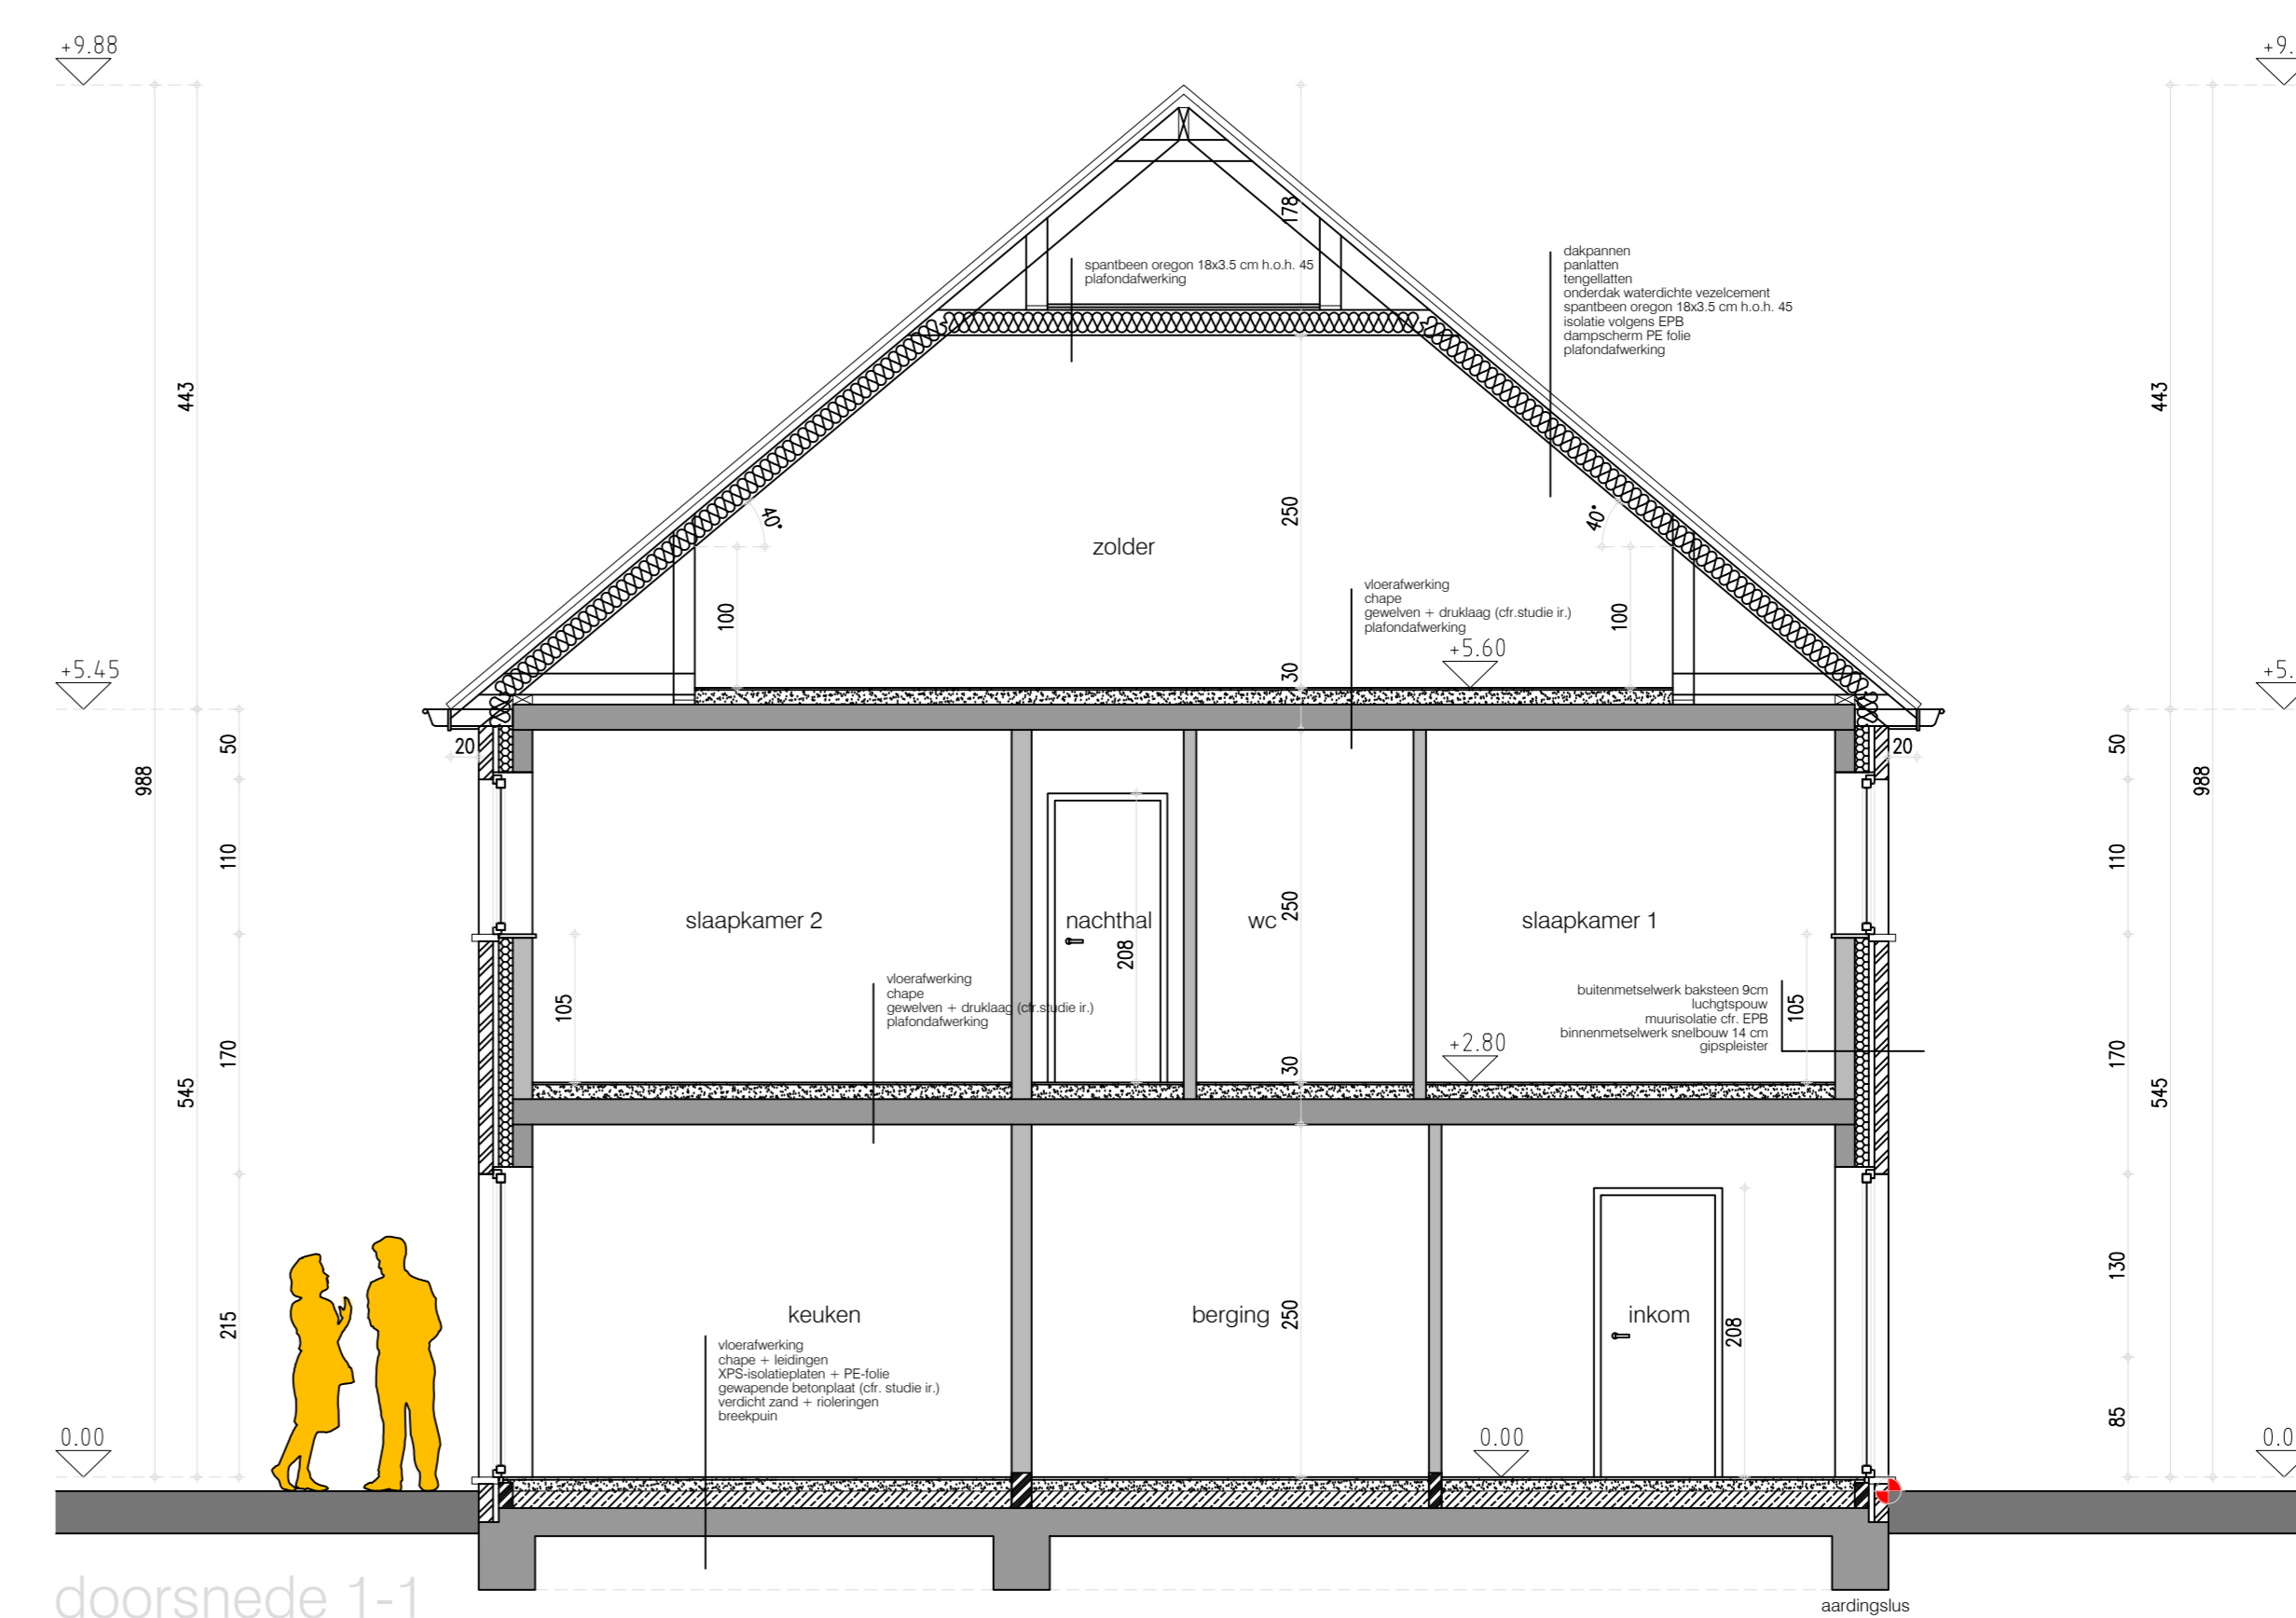 +9.88
+9.
178
spantbeen oregon 18x3.5 cm h.o.h. 45
plafondafwerking
dakpannen
panlatten
tengellatten
onderdak waterdichte vezelcement
spantbeen oregon 18x3.5 cm h.o.h. 45
isolatie volgens EPB
dampscherm PE folie
plafondafwerking
443
443
250
40°
40°
zolder
100
100
vloerafwerking
chape
gewelven + druklaag (cfr.studie ir.)
plafondafwerking
+5.60
30
+5.45
+5.
20
20
50
50
988
988
110
110
slaapkamer 2
nachthal
wc
250
slaapkamer 1
208
vloerafwerking
chape
gewelven + druklaag (cfr.studie ir.)
plafondafwerking
buitenmetselwerk baksteen 9cm
luchgtspouw
muurisolatie cfr. EPB
binnenmetselwerk snelbouw 14 cm
gipspleister
105
105
+2.80
30
170
170
545
545
130
215
keuken
berging
250
inkom
208
vloerafwerking
chape + leidingen
XPS-isolatieplaten + PE-folie
gewapende betonplaat (cfr. studie ir.)
verdicht zand + rioleringen
breekpuin
85
0.00
0.00
0.0
doorsnede 1-1
aardingslus